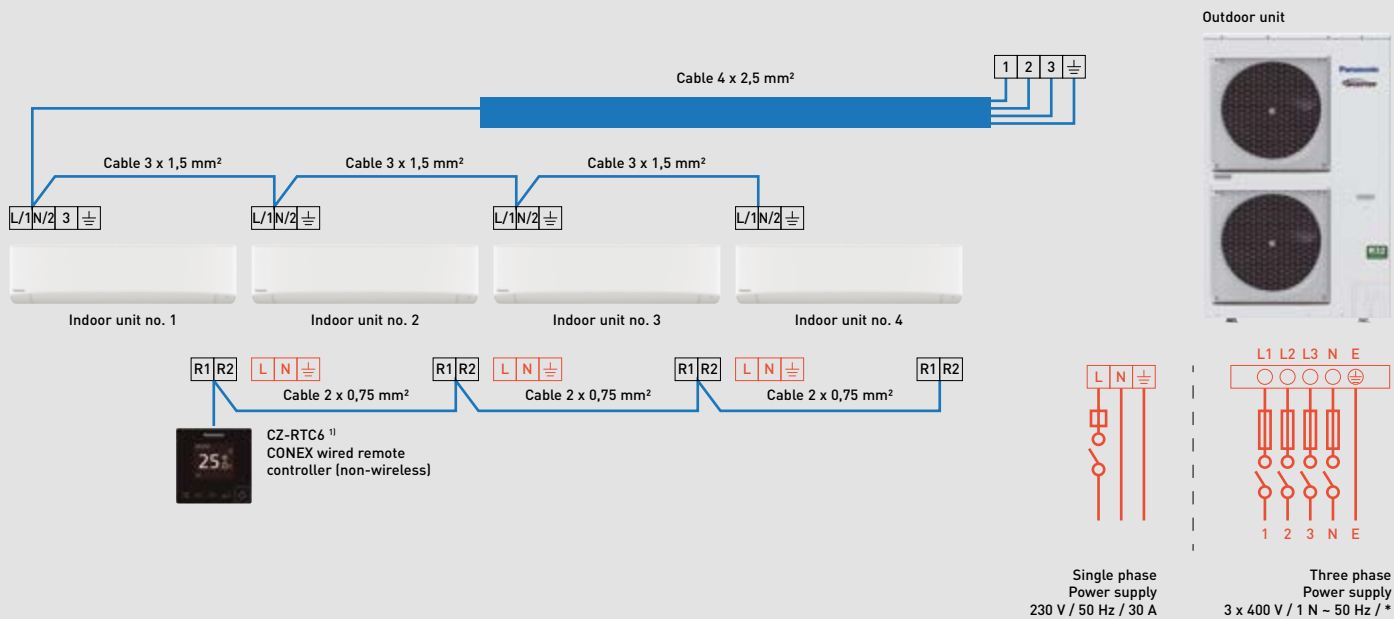 Outdoor unit
Panasonic
Inverter
R32
Cable 4 x 2,5 mm²
1 2 3
Cable 3 x 1,5 mm² Cable 3 x 1,5 mm² Cable 3 x 1,5 mm²
L/1 N/2 3 L/1 N/2 L/1 N/2 L/1 N/2
Indoor unit no. 1 Indoor unit no. 2 Indoor unit no. 3 Indoor unit no. 4
R1 R2 L N R1 R2 L N R1 R2 L N R1 R2
Cable 2 x 0,75 mm² Cable 2 x 0,75 mm² Cable 2 x 0,75 mm²
25
CZ-RTC6 1)
CONEX wired remote
controller (non-wireless)
L N
L1 L2 L3 N E
1 2 3 N E
Single phase
Power supply
230 V / 50 Hz / 30 A
Three phase
Power supply
3 x 400 V / 1 N ~ 50 Hz / *